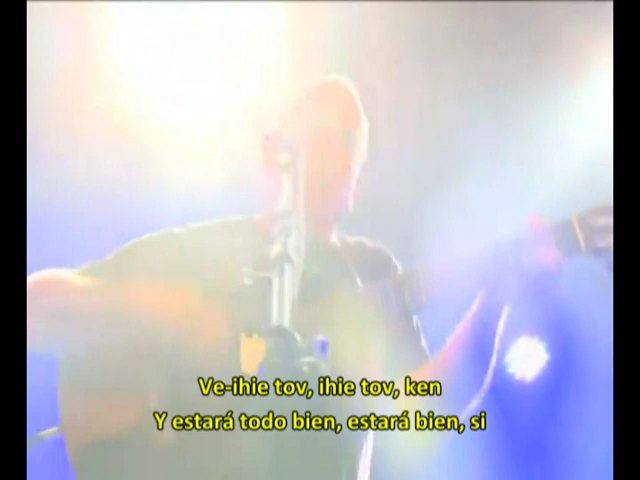 Ve-ihie tov, ihie tov, ken
Y estará todo bien, estará bien, si